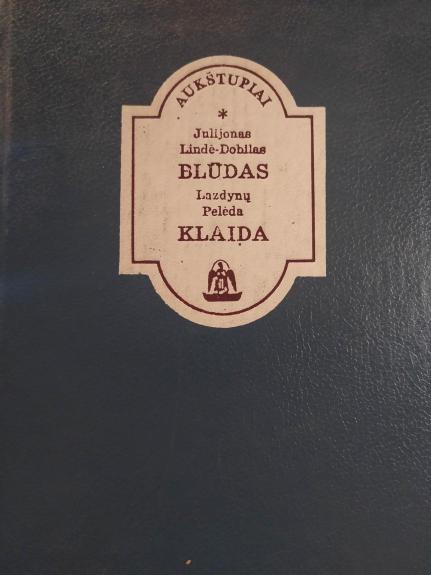 AUKŠTUPIAI
*
Julijonas
Lindė-Dobilas
BLŪDAS
Lazdynų
Pelėda
KLAIDA